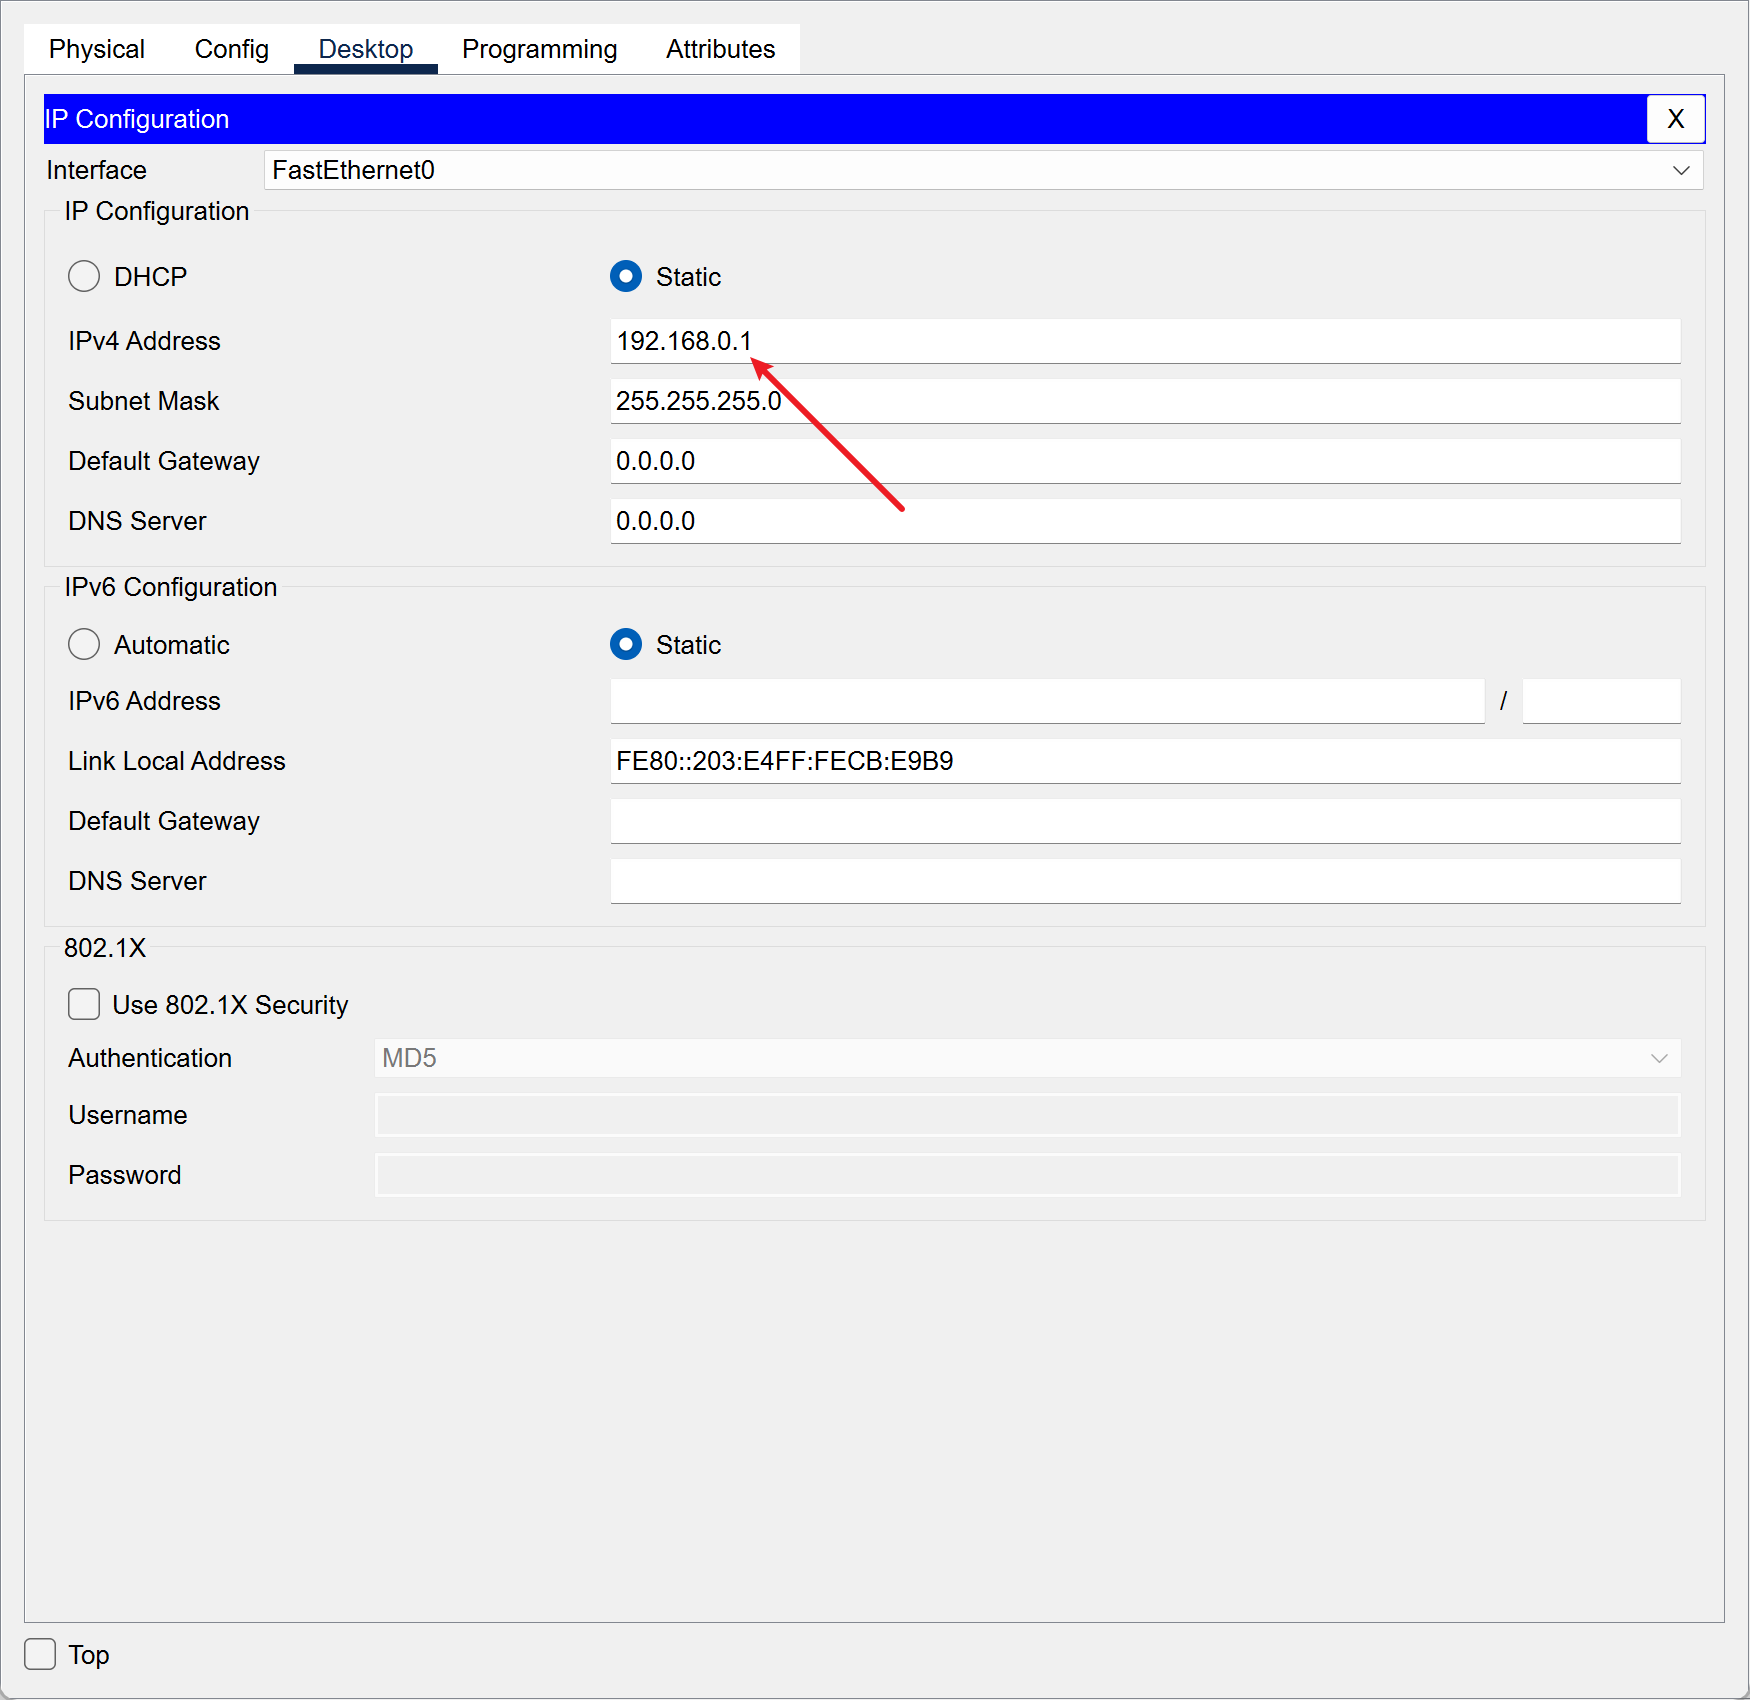 Physical Config Desktop Programming Attributes
IP Configuration X
Interface FastEthernet0
IP Configuration
DHCP Static
IPv4 Address 192.168.0.1
Subnet Mask 255.255.255.0
Default Gateway 0.0.0.0
DNS Server 0.0.0.0
IPv6 Configuration
Automatic Static
IPv6 Address /
Link Local Address FE80::203:E4FF:FECB:E9B9
Default Gateway
DNS Server
802.1X
Use 802.1X Security
Authentication MD5
Username
Password
Top